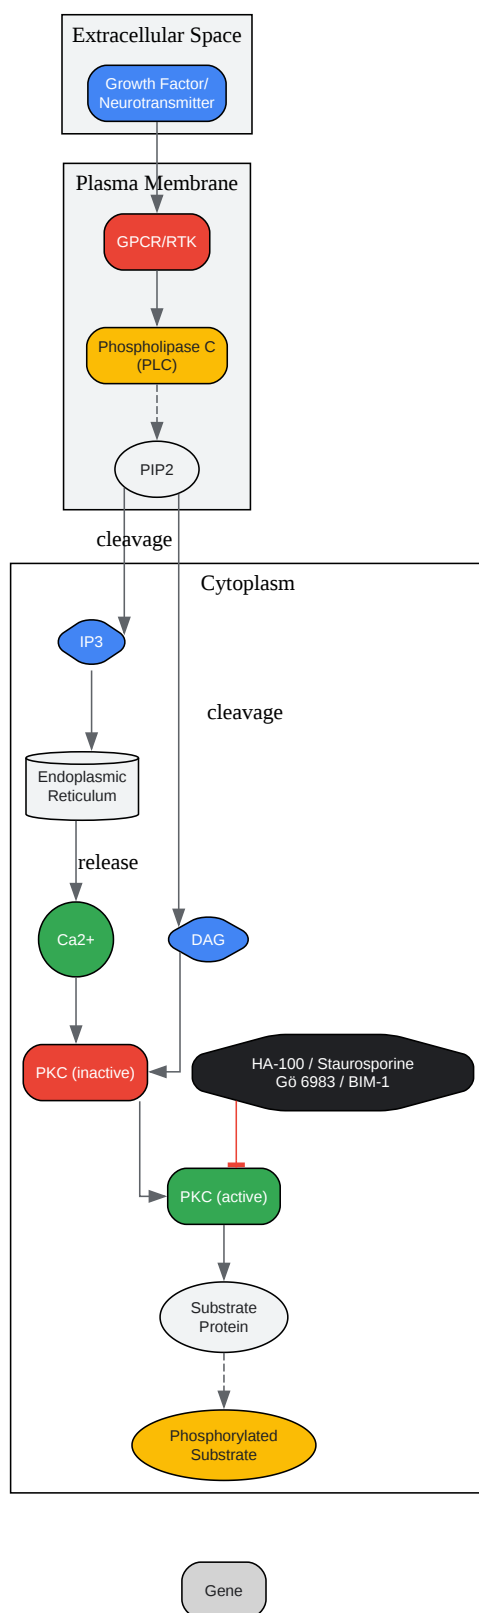 Extracellular Space
Growth Factor/
Neurotransmitter
Plasma Membrane
GPCR/RTK
Phospholipase C
(PLC)
PIP2
cleavage
Cytoplasm
IP3
cleavage
Endoplasmic
Reticulum
release
Ca2+
DAG
PKC (inactive)
HA-100 / Staurosporine
Gö 6983 / BIM-1
PKC (active)
Substrate
Protein
Phosphorylated
Substrate
Gene